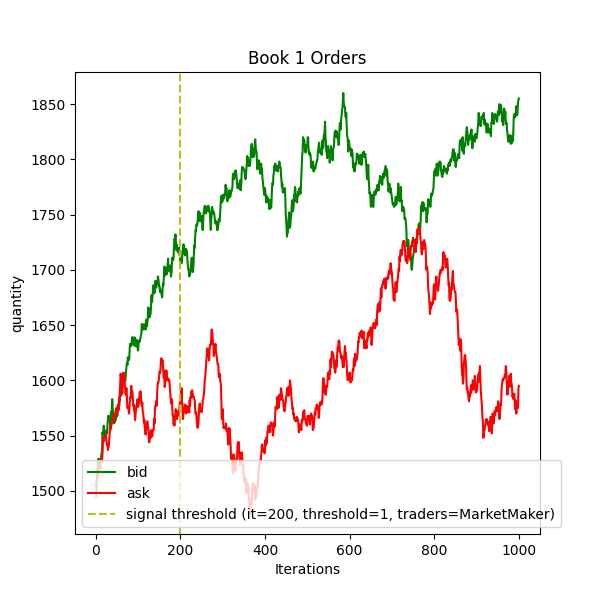 Book 1 Orders
quantity
1850
1800
1750
1700
1650
1600
1550
1500
bid
ask
signal threshold (it=200, threshold=1, traders=MarketMaker)
0 200 400 600 800 1000
Iterations